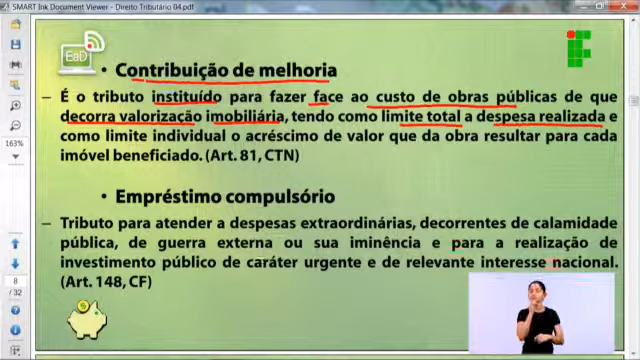 SMART Ink Document Viewer - Direito Tributário 04.pdf
EaD
• Contribuição de melhoria
– É o tributo instituído para fazer face ao custo de obras públicas de que
decorra valorização imobiliária, tendo como limite total a despesa realizada e
como limite individual o acréscimo de valor que da obra resultar para cada
imóvel beneficiado. (Art. 81, CTN)
• Empréstimo compulsório
– Tributo para atender a despesas extraordinárias, decorrentes de calamidade
pública, de guerra externa ou sua iminência e para a realização de
investimento público de caráter urgente e de relevante interesse nacional.
(Art. 148, CF)
163%
8
/ 32